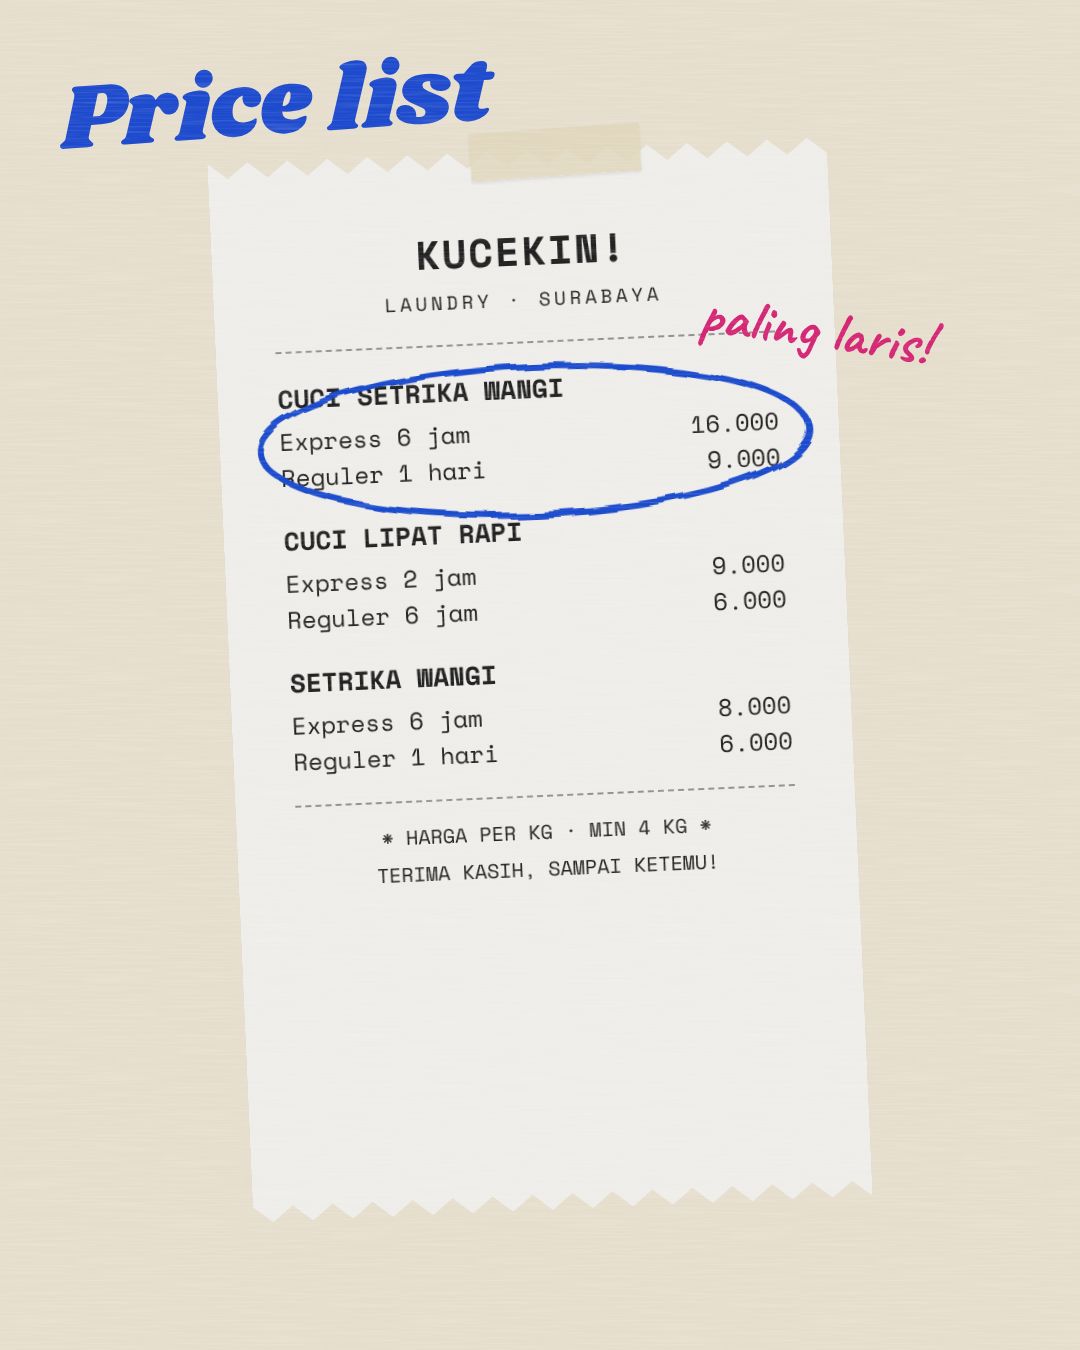 Price list
KUCEKIN!
LAUNDRY · SURABAYA
paling laris!
CUCI SETRIKA WANGI
Express 6 jam 16.000
Reguler 1 hari 9.000
CUCI LIPAT RAPI
Express 2 jam 9.000
Reguler 6 jam 6.000
SETRIKA WANGI
Express 6 jam 8.000
Reguler 1 hari 6.000
* HARGA PER KG · MIN 4 KG *
TERIMA KASIH, SAMPAI KETEMU!